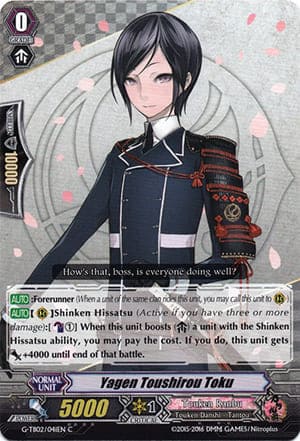 0
GRADE
SHIELD
10000
How's that, boss, is everyone doing well?
AUTO :Forerunner (When a unit of the same clan rides this unit, you may call this unit to )
AUTO [ ]Shinken Hissatsu (Active if you have three or more
damage):[ 1] When this unit boosts a unit with the Shinken
Hissatsu ability, you may pay the cost. If you do, this unit gets
+4000 until end of that battle.
NORMAL
UNIT
Yagen Toushirou Toku
POWER
5000
1
CRITICAL
Touken Ranbu
Touken Danshi - Tantou
G-TB02/041EN C
©2015-2016 DMM GAMES/Nitroplus